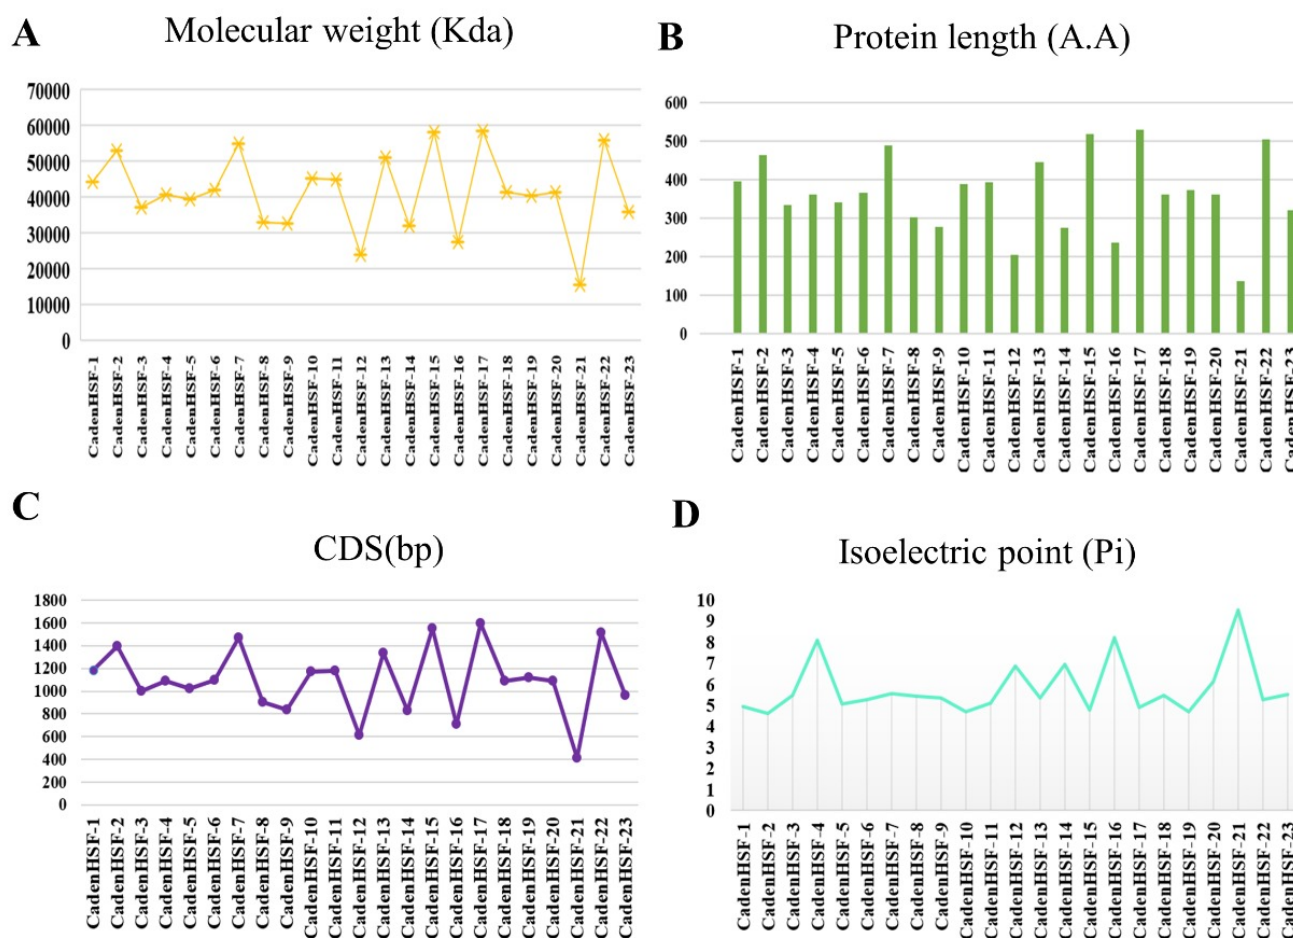 A
Molecular weight (Kda)
70000
60000
50000
40000
30000
20000
10000
0
CadenHSF-1
CadenHSF-2
CadenHSF-3
CadenHSF-4
CadenHSF-5
CadenHSF-6
CadenHSF-7
CadenHSF-8
CadenHSF-9
CadenHSF-10
CadenHSF-11
CadenHSF-12
CadenHSF-13
CadenHSF-14
CadenHSF-15
CadenHSF-16
CadenHSF-17
CadenHSF-18
CadenHSF-19
CadenHSF-20
CadenHSF-21
CadenHSF-22
CadenHSF-23
B
Protein length (A.A)
600
500
400
300
200
100
0
CadenHSF-1
CadenHSF-2
CadenHSF-3
CadenHSF-4
CadenHSF-5
CadenHSF-6
CadenHSF-7
CadenHSF-8
CadenHSF-9
CadenHSF-10
CadenHSF-11
CadenHSF-12
CadenHSF-13
CadenHSF-14
CadenHSF-15
CadenHSF-16
CadenHSF-17
CadenHSF-18
CadenHSF-19
CadenHSF-20
CadenHSF-21
CadenHSF-22
CadenHSF-23
C
CDS(bp)
1800
1600
1400
1200
1000
800
600
400
200
0
CadenHSF-1
CadenHSF-2
CadenHSF-3
CadenHSF-4
CadenHSF-5
CadenHSF-6
CadenHSF-7
CadenHSF-8
CadenHSF-9
CadenHSF-10
CadenHSF-11
CadenHSF-12
CadenHSF-13
CadenHSF-14
CadenHSF-15
CadenHSF-16
CadenHSF-17
CadenHSF-18
CadenHSF-19
CadenHSF-20
CadenHSF-21
CadenHSF-22
CadenHSF-23
D
Isoelectric point (Pi)
10
9
8
7
6
5
4
3
2
1
0
CadenHSF-1
CadenHSF-2
CadenHSF-3
CadenHSF-4
CadenHSF-5
CadenHSF-6
CadenHSF-7
CadenHSF-8
CadenHSF-9
CadenHSF-10
CadenHSF-11
CadenHSF-12
CadenHSF-13
CadenHSF-14
CadenHSF-15
CadenHSF-16
CadenHSF-17
CadenHSF-18
CadenHSF-19
CadenHSF-20
CadenHSF-21
CadenHSF-22
CadenHSF-23